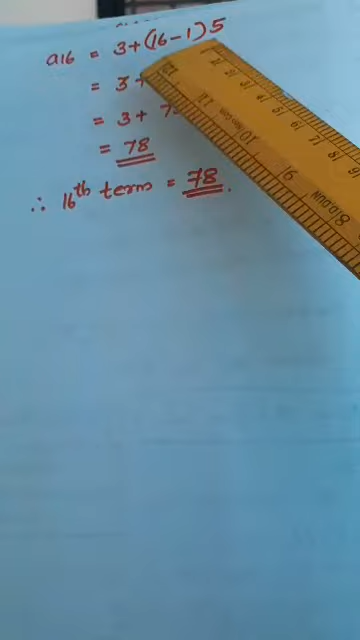 a16 = 3+(16-1)5
= 3+
= 3+ 7
= 78
∴ 16th term = 78.